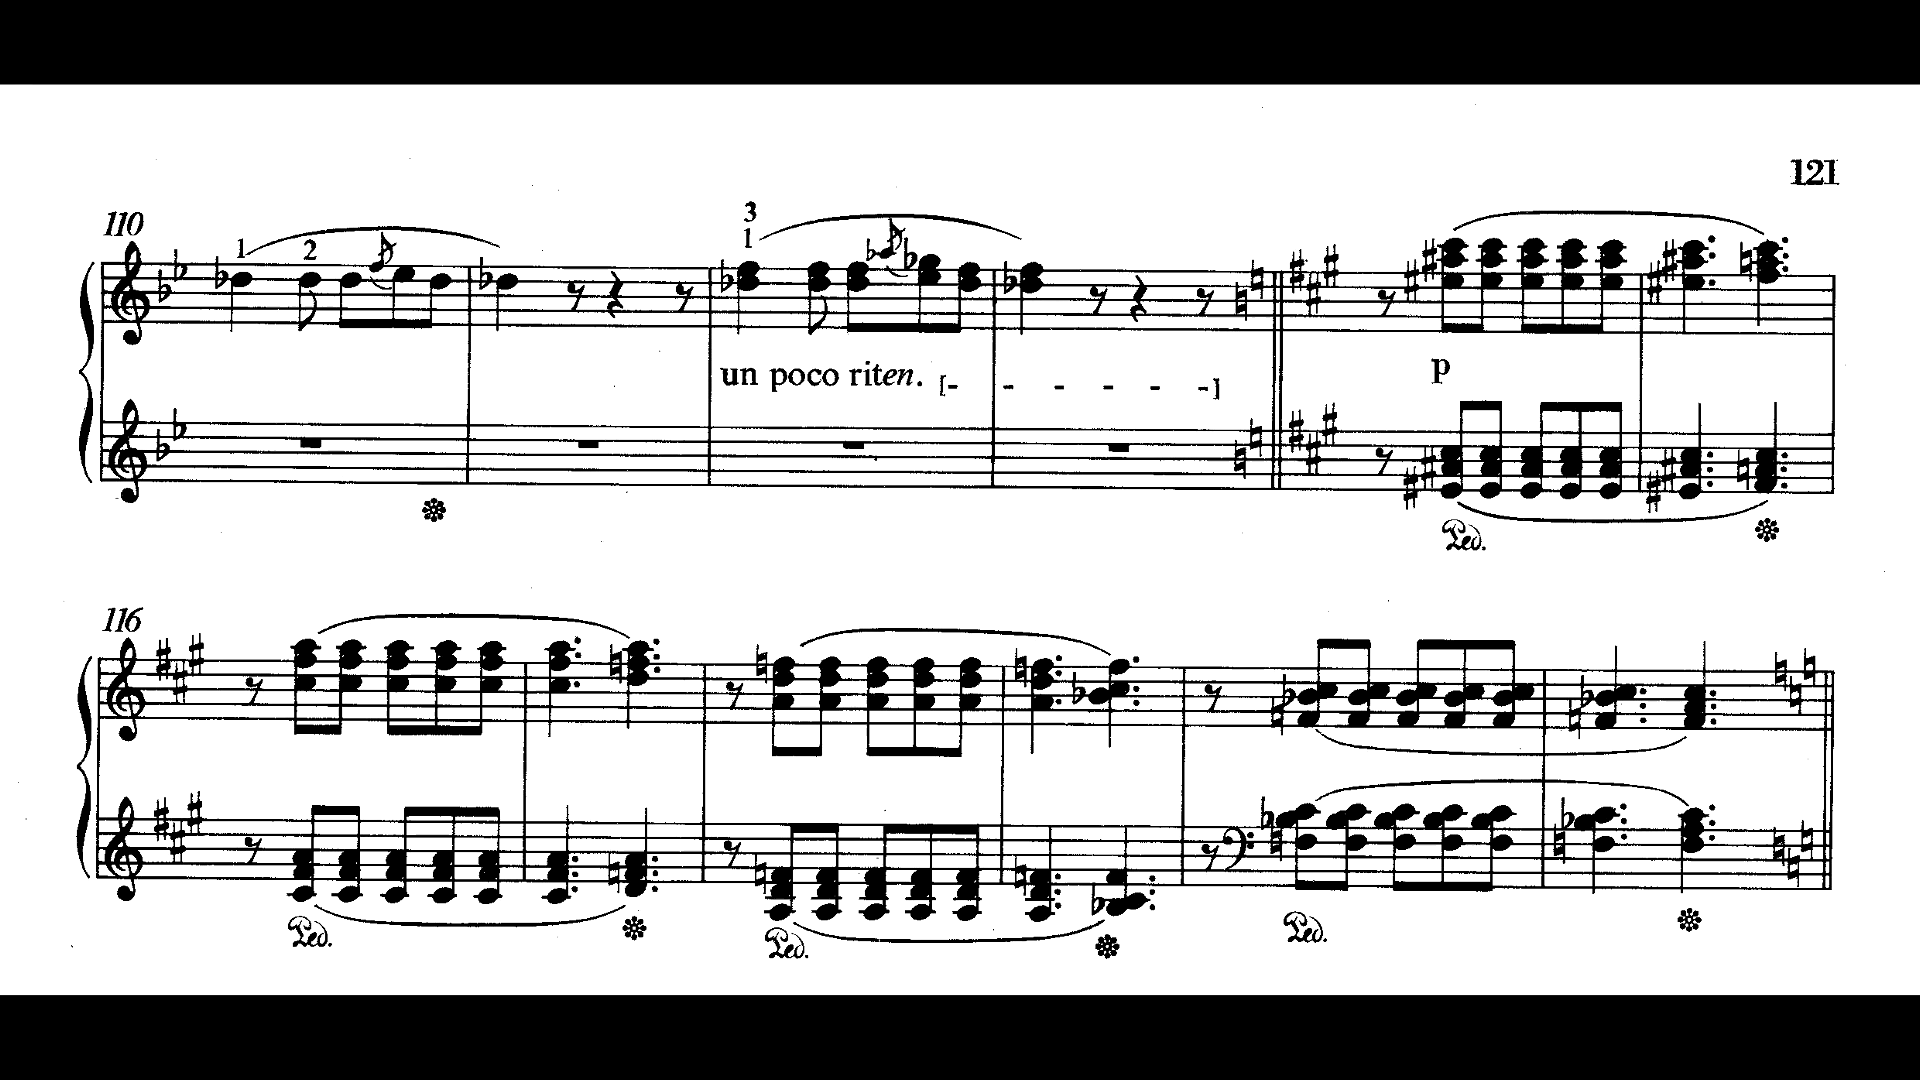 121
110
1 2 3
1
un poco riten. [- - - - - -]
p
Ped.
116
Ped. Ped. Ped.